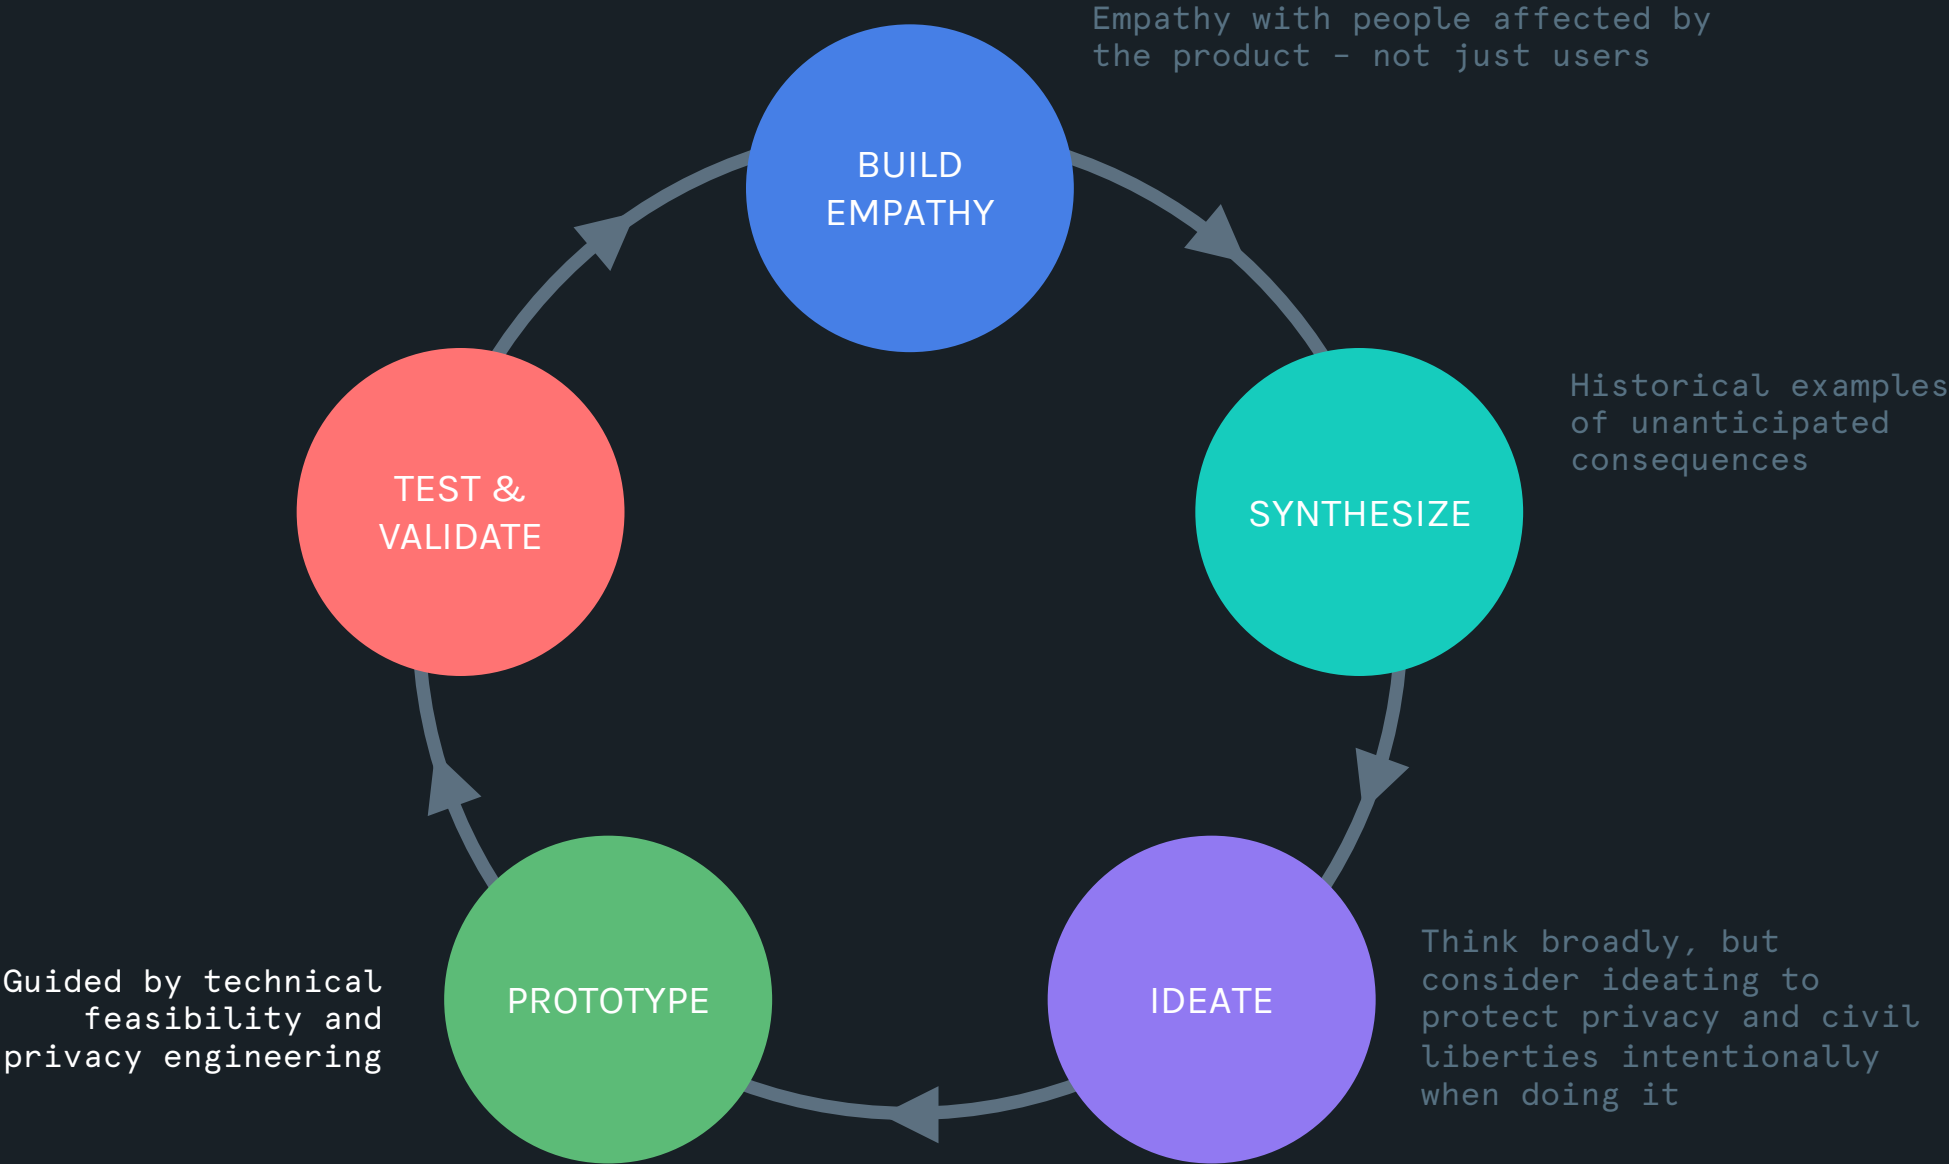 Empathy with people affected by
the product – not just users
BUILD
EMPATHY
Historical examples
of unanticipated
consequences
SYNTHESIZE
TEST &
VALIDATE
Think broadly, but
consider ideating to
protect privacy and civil
liberties intentionally
when doing it
IDEATE
PROTOTYPE
Guided by technical
feasibility and
privacy engineering